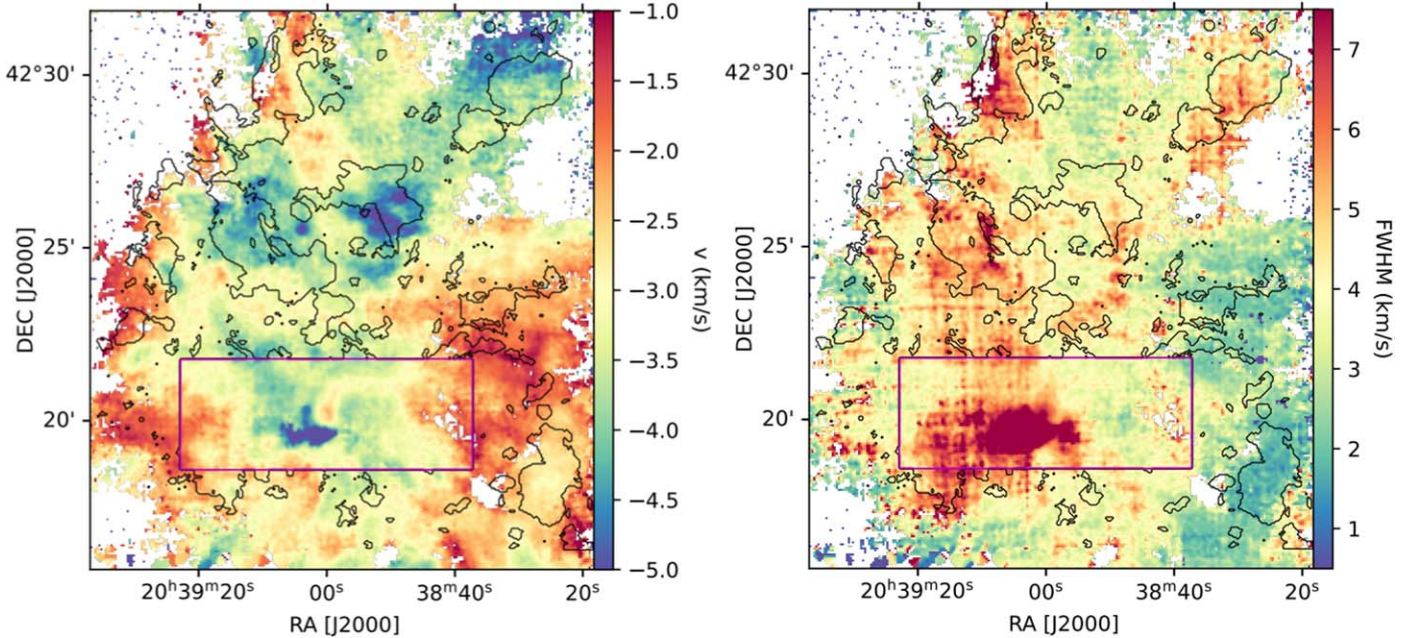 42°30'
25'
20'
DEC [J2000]
20ʰ39ᵐ20ˢ
00ˢ
38ᵐ40ˢ
20ˢ
RA [J2000]
−1.0
−1.5
−2.0
−2.5
−3.0
−3.5
−4.0
−4.5
−5.0
v (km/s)
42°30'
25'
20'
DEC [J2000]
20ʰ39ᵐ20ˢ
00ˢ
38ᵐ40ˢ
20ˢ
RA [J2000]
7
6
5
4
3
2
1
FWHM (km/s)